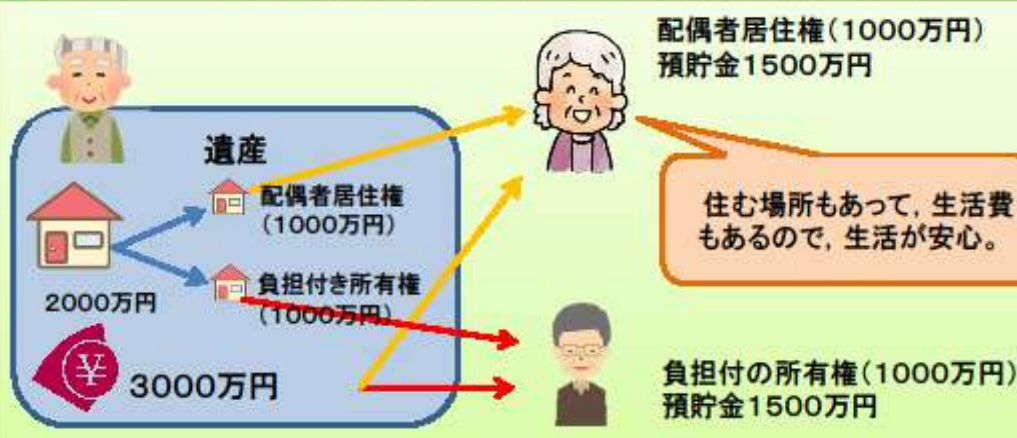 遺産
配偶者居住権
(1000万円)
負担付き所有権
(1000万円)
2000万円
¥
3000万円
配偶者居住権(1000万円)
預貯金1500万円
住む場所もあって,生活費
もあるので,生活が安心。
負担付の所有権(1000万円)
預貯金1500万円